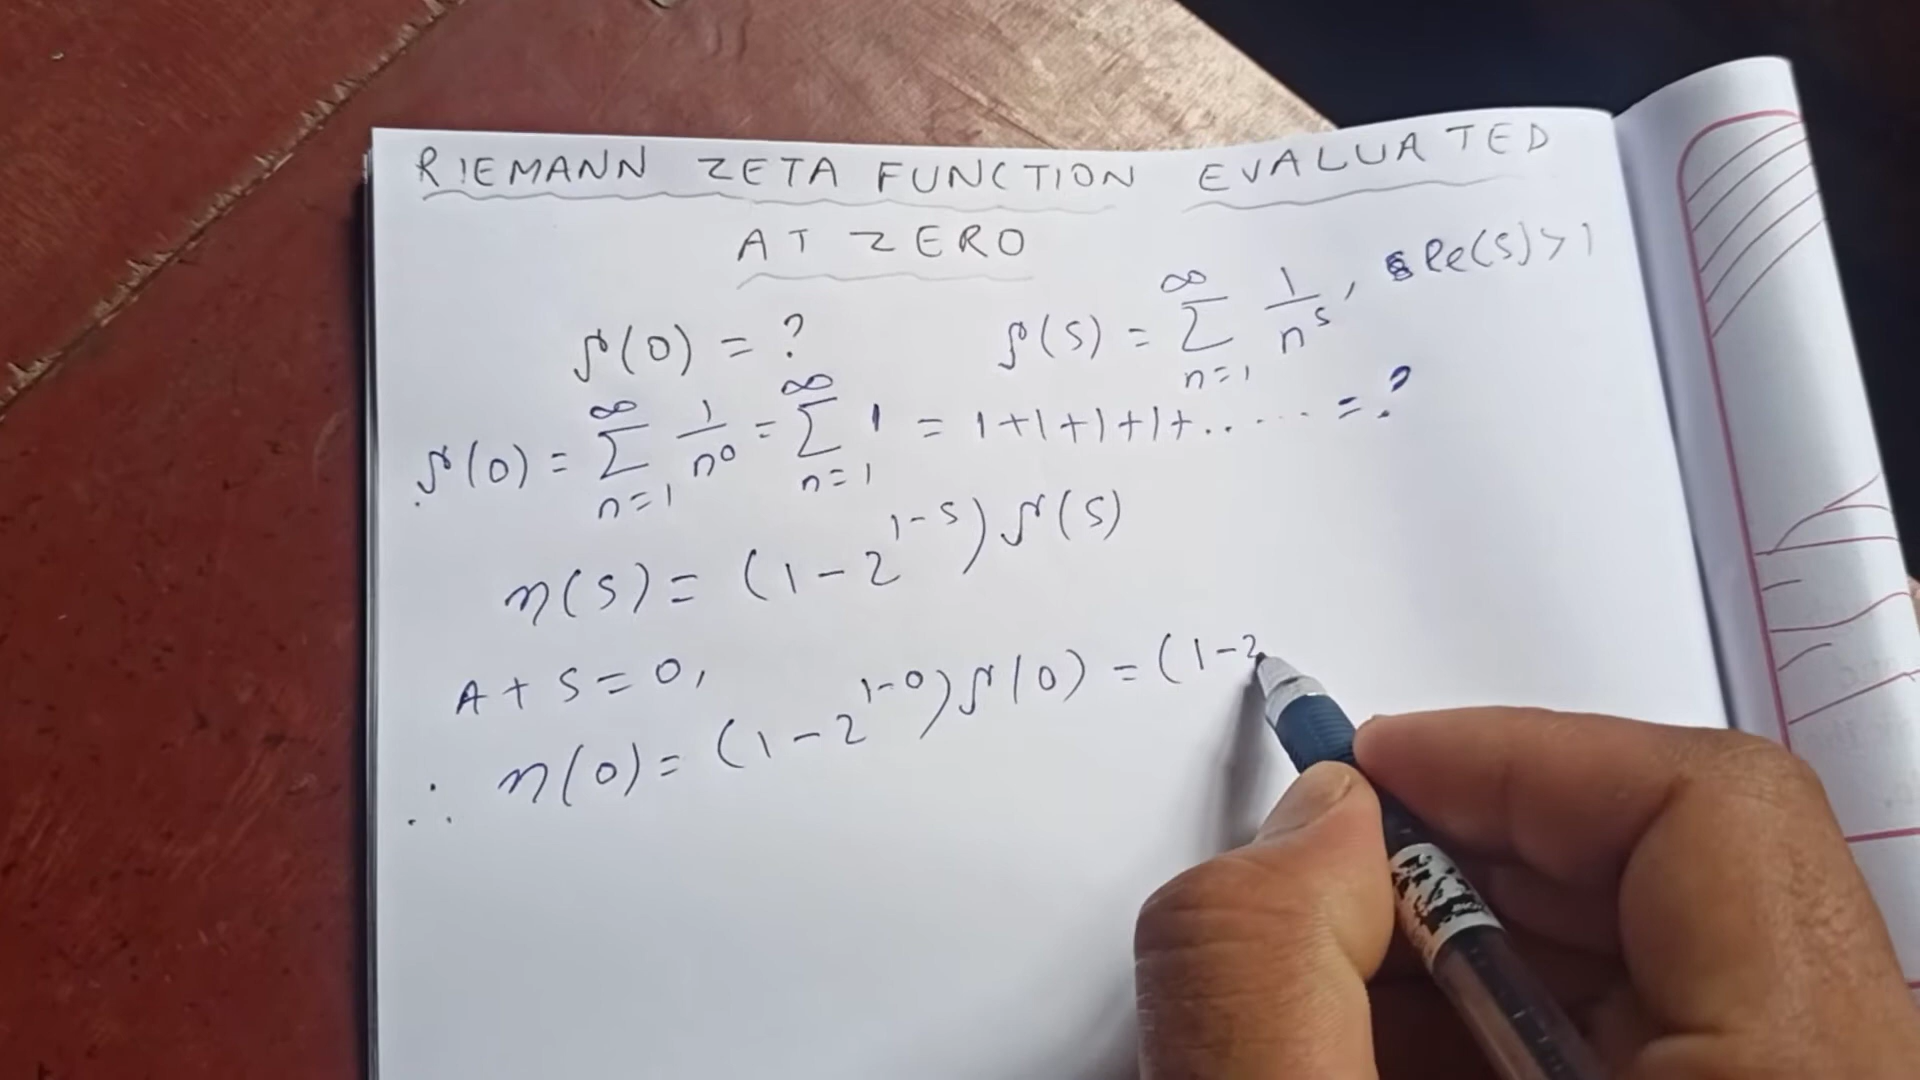 RIEMANN ZETA FUNCTION EVALUATED
AT ZERO
ζ(0) = ? ζ(s) = ∞ ∑ n=1 1/n^s, Re(s) > 1
ζ(0) = ∞ ∑ n=1 1/n^0 = ∞ ∑ n=1 1 = 1+1+1+1+...... = ?
η(s) = (1-2^(1-s)) ζ(s)
At s=0,
∴ η(0) = (1-2^(1-0)) ζ(0) = (1-2